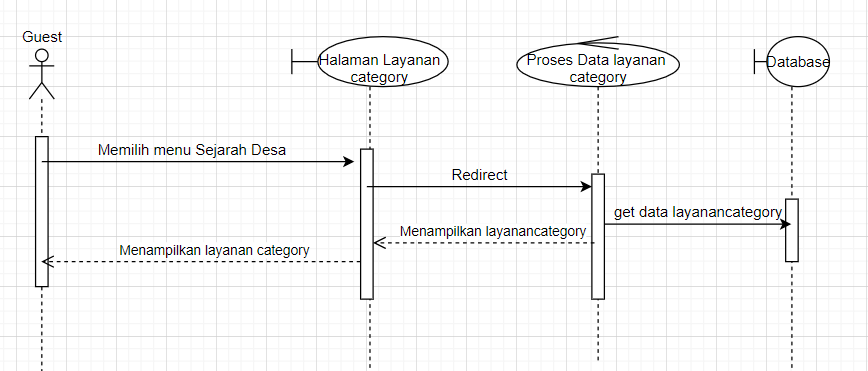 Guest
Halaman Layanan
category
Proses Data layanan
category
Database
Memilih menu Sejarah Desa
Redirect
get data layanancategory
Menampilkan layanancategory
Menampilkan layanan category